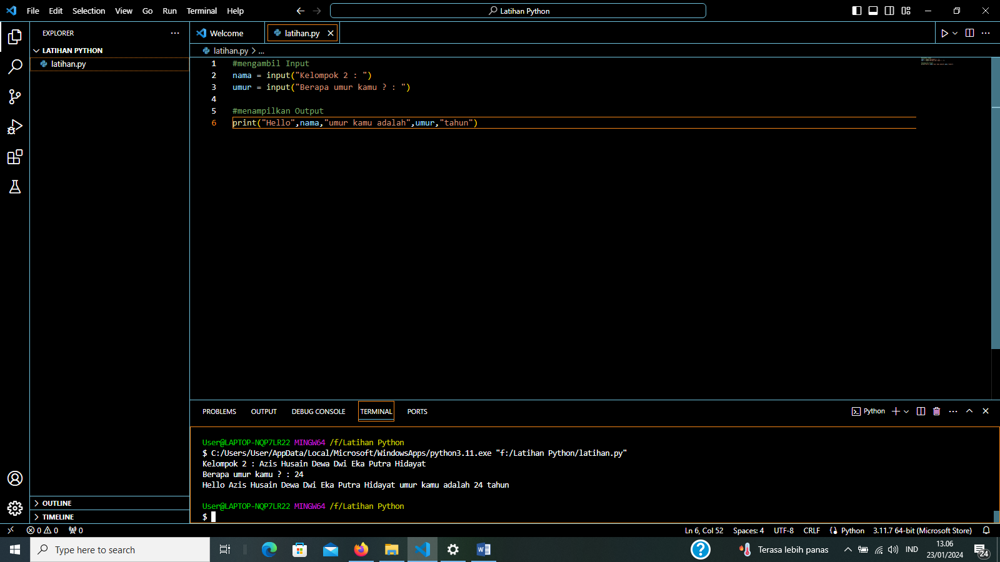 File Edit Selection View Go Run Terminal Help
Latihan Python
EXPLORER
LATIHAN PYTHON
latihan.py
Welcome
latihan.py
latihan.py > ...
1 #mengambil Input
2 nama = input("Kelompok 2 : ")
3 umur = input("Berapa umur kamu ? : ")
4
5 #menampilkan Output
6 print("Hello",nama,"umur kamu adalah",umur,"tahun")
PROBLEMS OUTPUT DEBUG CONSOLE TERMINAL PORTS
Python
User@LAPTOP-NQP7LR22 MINGW64 /f/Latihan Python
$ C:/Users/User/AppData/Local/Microsoft/WindowsApps/python3.11.exe "f:/Latihan Python/latihan.py"
Kelompok 2 : Azis Husain Dewa Dwi Eka Putra Hidayat
Berapa umur kamu ? : 24
Hello Azis Husain Dewa Dwi Eka Putra Hidayat umur kamu adalah 24 tahun
User@LAPTOP-NQP7LR22 MINGW64 /f/Latihan Python
$
OUTLINE
TIMELINE
0 0 0
Ln 6, Col 52 Spaces: 4 UTF-8 CRLF Python 3.11.7 64-bit (Microsoft Store)
Type here to search
Terasa lebih panas
IND
13.06
23/01/2024
24